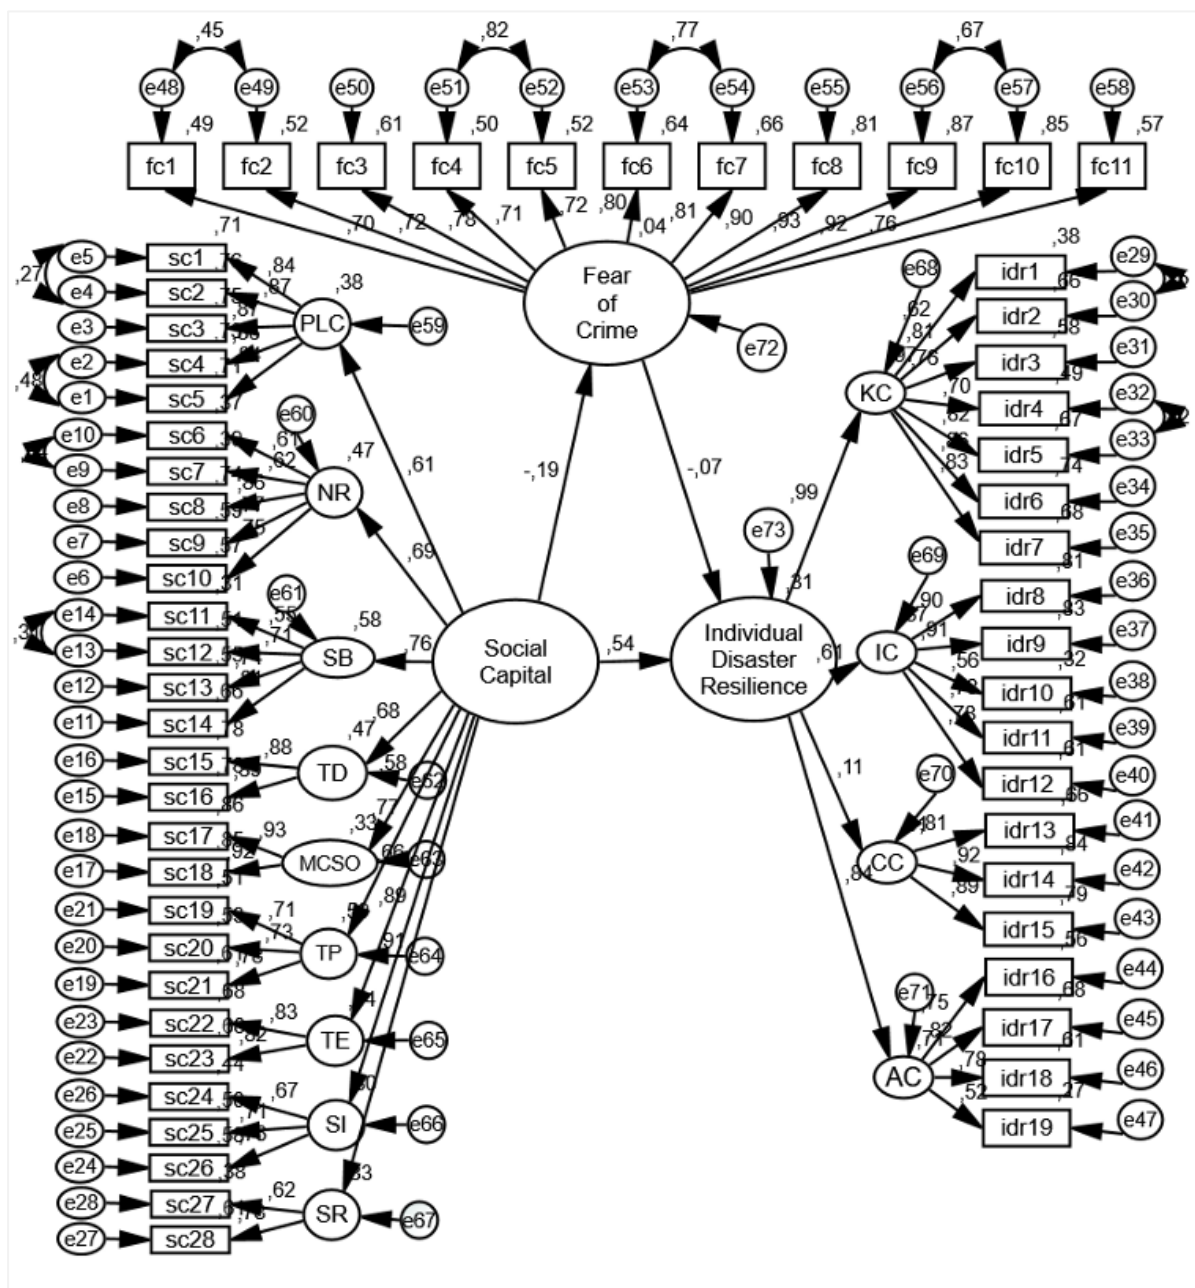 ,45
,82
,77
,67
e48
e49
e50
e51
e52
e53
e54
e55
e56
e57
e58
,49
,52
,61
,50
,52
,64
,66
,81
,87
,85
,57
fc1
fc2
fc3
fc4
fc5
fc6
fc7
fc8
fc9
fc10
fc11
,71
,70
,72
,78
,71
,72
,80
,04
,81
,90
,93
,92
,76
Fear
of
Crime
e72
e5
sc1
,84
,27
e4
sc2
,87
,38
e3
sc3
PLC
e59
e2
sc4
,48
e1
sc5
,37
e60
e10
sc6
,61
,47
e9
sc7
,62
NR
e8
sc8
e7
sc9
,75
e6
sc10
,31
e61
e14
sc11
,55
,58
e13
sc12
,71
SB
e12
sc13
e11
sc14
e16
sc15
,88
,47
TD
e62
e15
sc16
,86
e18
sc17
,93
,33
MCSO
e63
e17
sc18
,92
,51
e21
sc19
,71
e20
sc20
,73
TP
e64
e19
sc21
,68
e23
sc22
,83
TE
e65
e22
sc23
,82
,44
e26
sc24
,67
e25
sc25
,71
SI
e66
e24
sc26
,38
e28
sc27
,62
SR
e67
e27
sc28
,61
,69
,76
,68
,58
,77
,66
,89
,91
Social
Capital
-,19
-,07
,54
e73
,31
Individual
Disaster
Resilience
,99
,61
,11
,84
e68
,38
idr1
e29
,62
,66
e30
,81
idr2
,58
,76
idr3
e31
KC
,49
,70
idr4
e32
,82
,67
idr5
e33
,74
,83
idr6
e34
,68
idr7
e35
e69
,81
,90
idr8
e36
,83
,91
idr9
e37
IC
,32
,56
idr10
e38
,61
idr11
e39
,61
idr12
e40
e70
,66
,81
idr13
e41
,84
CC
,92
idr14
e42
,79
,89
idr15
e43
,56
e71
,75
idr16
e44
,68
idr17
e45
,61
AC
,78
idr18
e46
,27
,52
idr19
e47